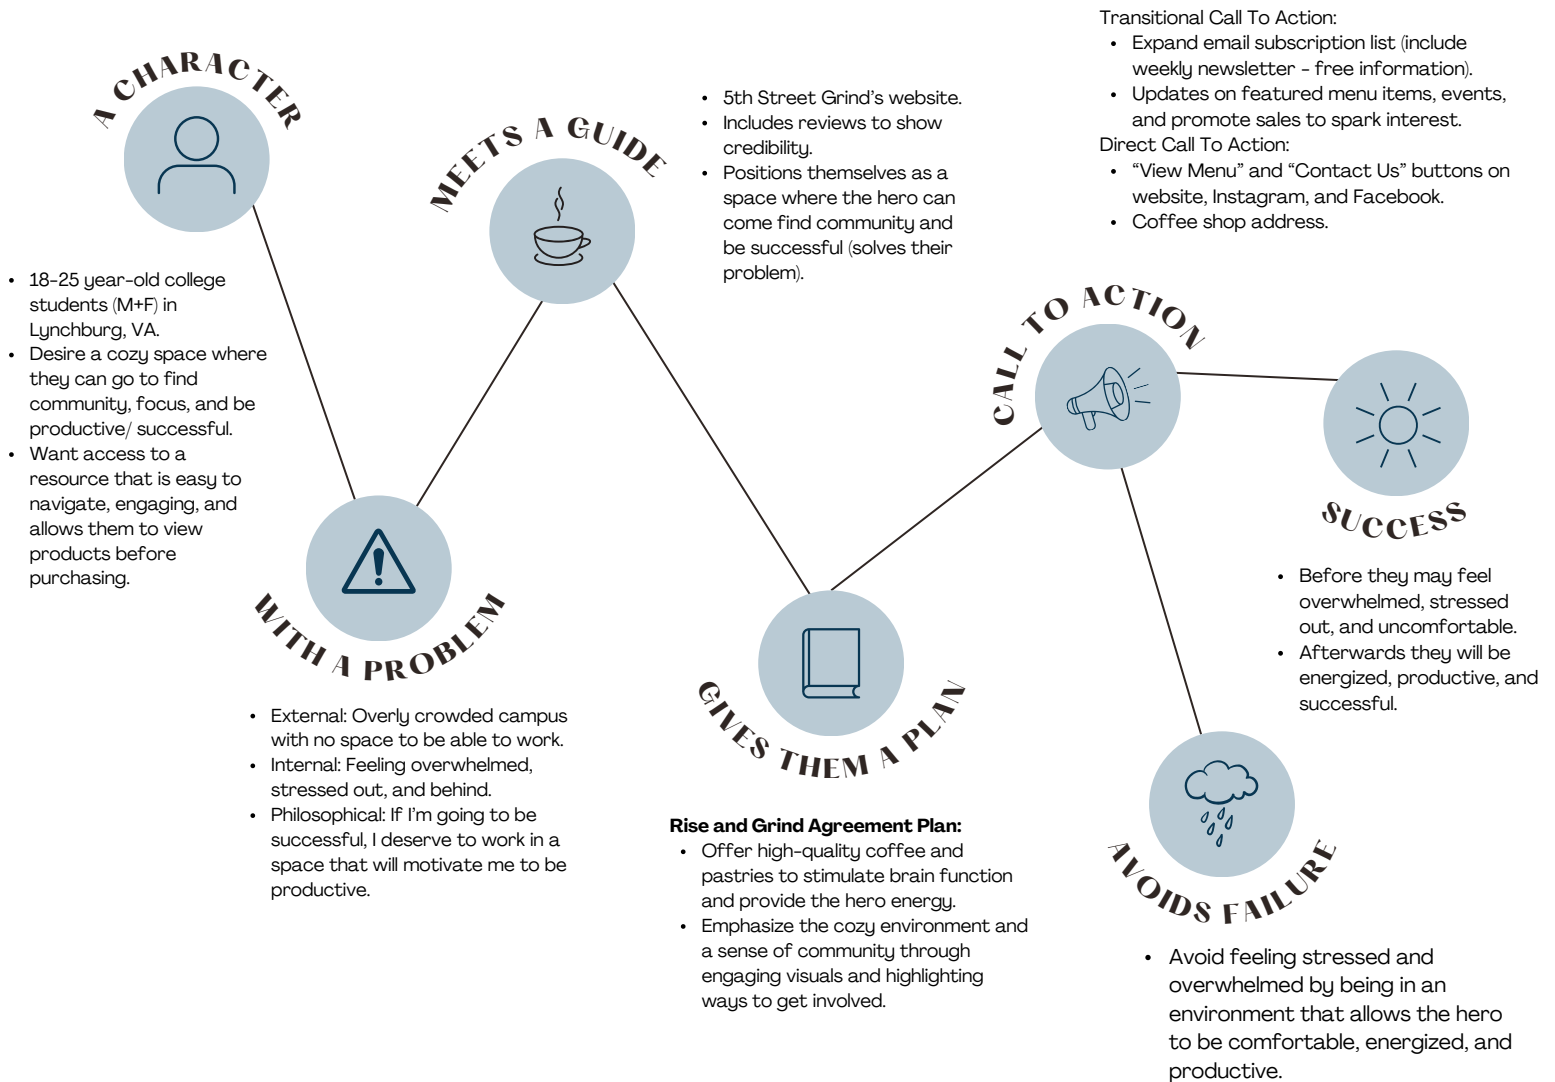 A CHARACTER
• 18-25 year-old college
students (M+F) in
Lynchburg, VA.
• Desire a cozy space where
they can go to find
community, focus, and be
productive/ successful.
• Want access to a
resource that is easy to
navigate, engaging, and
allows them to view
products before
purchasing.
WITH A PROBLEM
• External: Overly crowded campus
with no space to be able to work.
• Internal: Feeling overwhelmed,
stressed out, and behind.
• Philosophical: If I'm going to be
successful, I deserve to work in a
space that will motivate me to be
productive.
MEETS A GUIDE
• 5th Street Grind's website.
• Includes reviews to show
credibility.
• Positions themselves as a
space where the hero can
come find community and
be successful (solves their
problem).
GIVES THEM A PLAN
Rise and Grind Agreement Plan:
• Offer high-quality coffee and
pastries to stimulate brain function
and provide the hero energy.
• Emphasize the cozy environment and
a sense of community through
engaging visuals and highlighting
ways to get involved.
CALL TO ACTION
Transitional Call To Action:
• Expand email subscription list (include
weekly newsletter - free information).
• Updates on featured menu items, events,
and promote sales to spark interest.
Direct Call To Action:
• “View Menu” and “Contact Us” buttons on
website, Instagram, and Facebook.
• Coffee shop address.
SUCCESS
• Before they may feel
overwhelmed, stressed
out, and uncomfortable.
• Afterwards they will be
energized, productive, and
successful.
AVOIDS FAILURE
• Avoid feeling stressed and
overwhelmed by being in an
environment that allows the hero
to be comfortable, energized, and
productive.